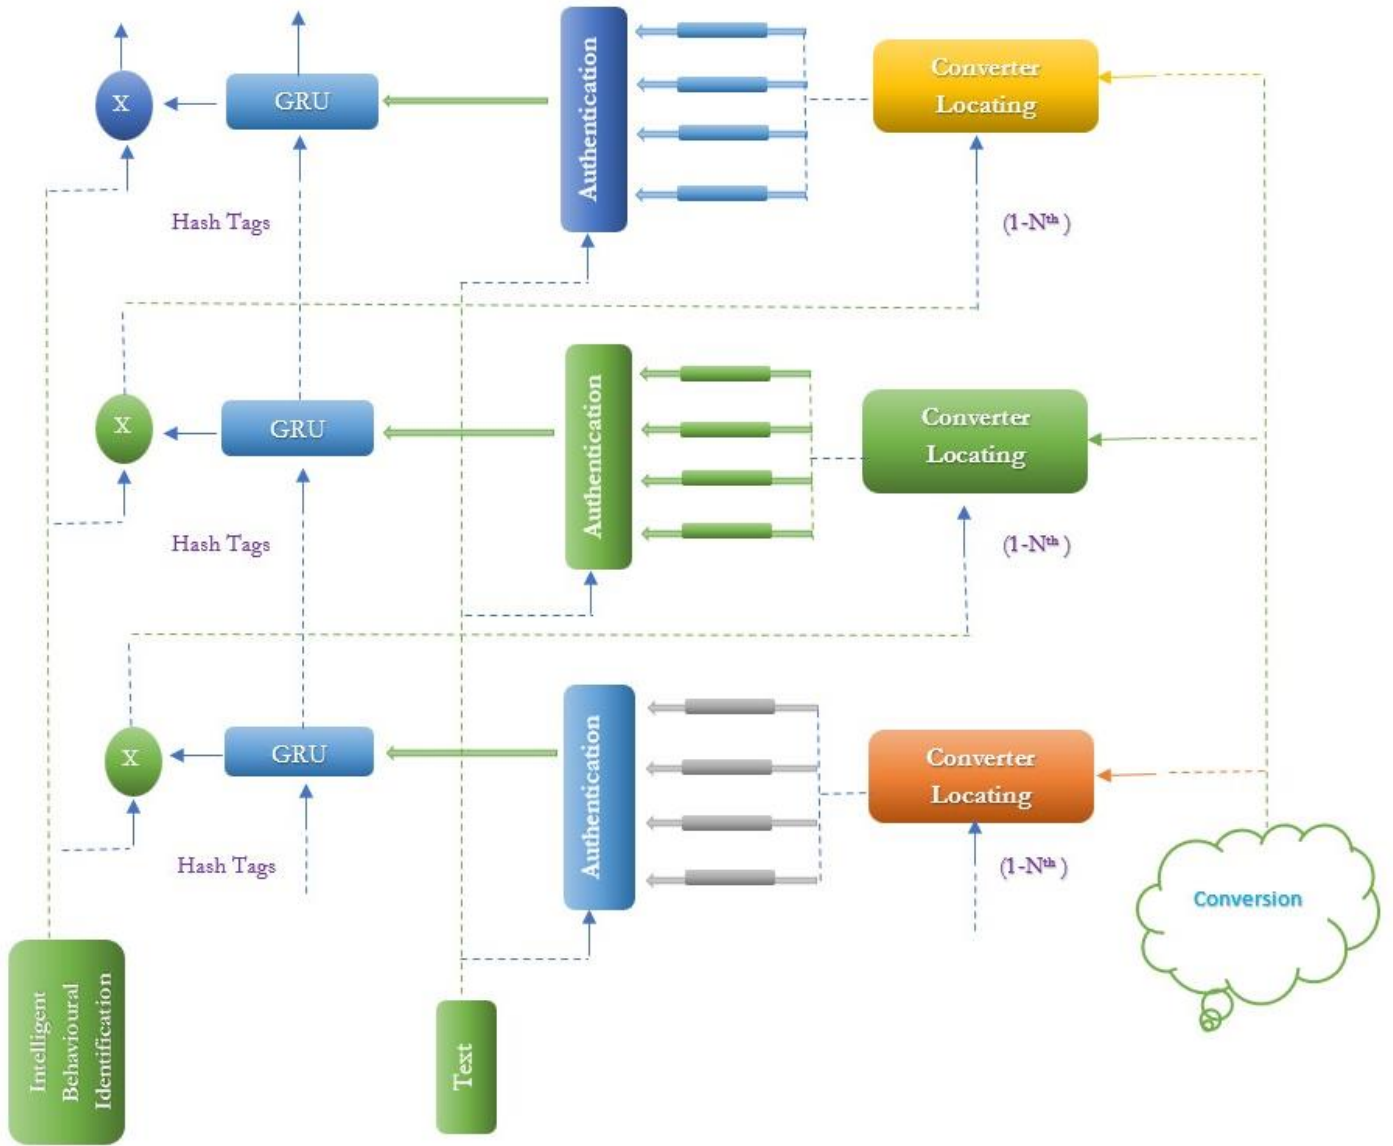 X
GRU
Authentication
Converter
Locating
Hash Tags
(1-Nᵗʰ )
X
GRU
Authentication
Converter
Locating
Hash Tags
(1-Nᵗʰ )
X
GRU
Authentication
Converter
Locating
Hash Tags
(1-Nᵗʰ )
Conversion
Intelligent
Behavioural
Identification
Text